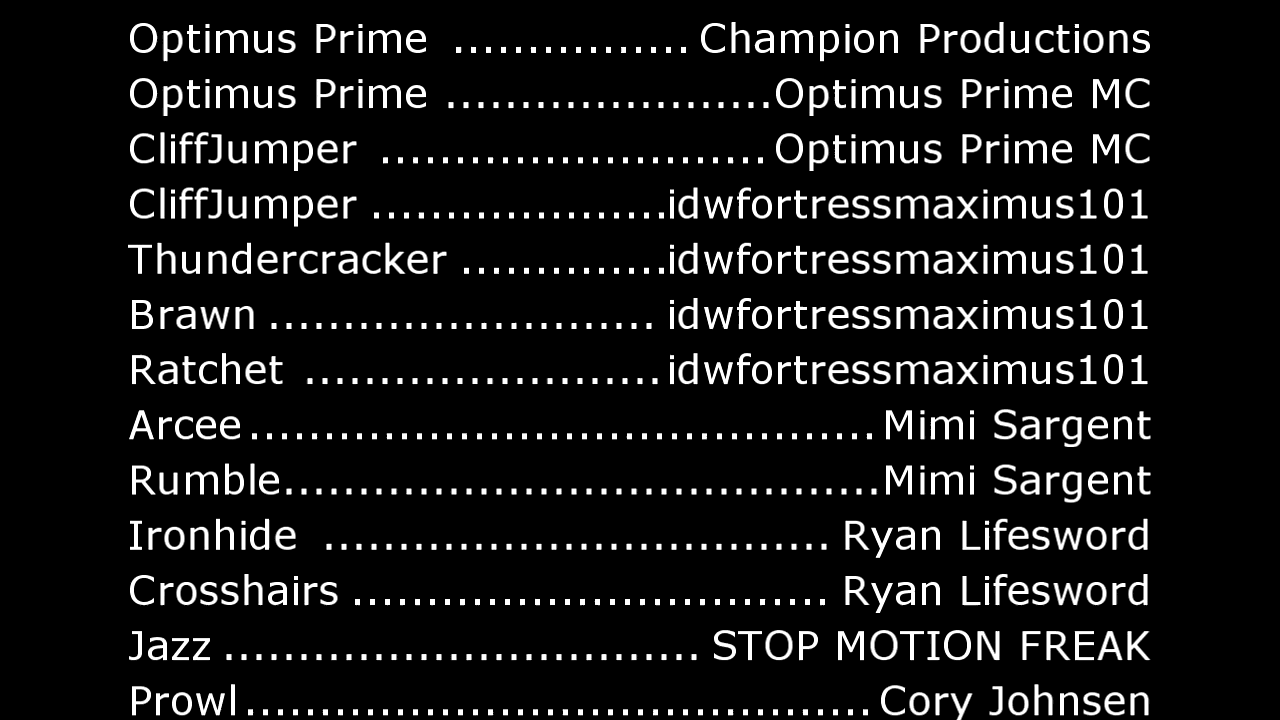 Optimus Prime ................ Champion Productions
Optimus Prime ......................Optimus Prime MC
CliffJumper .......................... Optimus Prime MC
CliffJumper ....................idwfortressmaximus101
Thundercracker ..............idwfortressmaximus101
Brawn .......................... idwfortressmaximus101
Ratchet ........................idwfortressmaximus101
Arcee.......................................... Mimi Sargent
Rumble........................................Mimi Sargent
Ironhide .................................. Ryan Lifesword
Crosshairs ................................ Ryan Lifesword
Jazz ................................ STOP MOTION FREAK
Prowl.......................................... Cory Johnsen